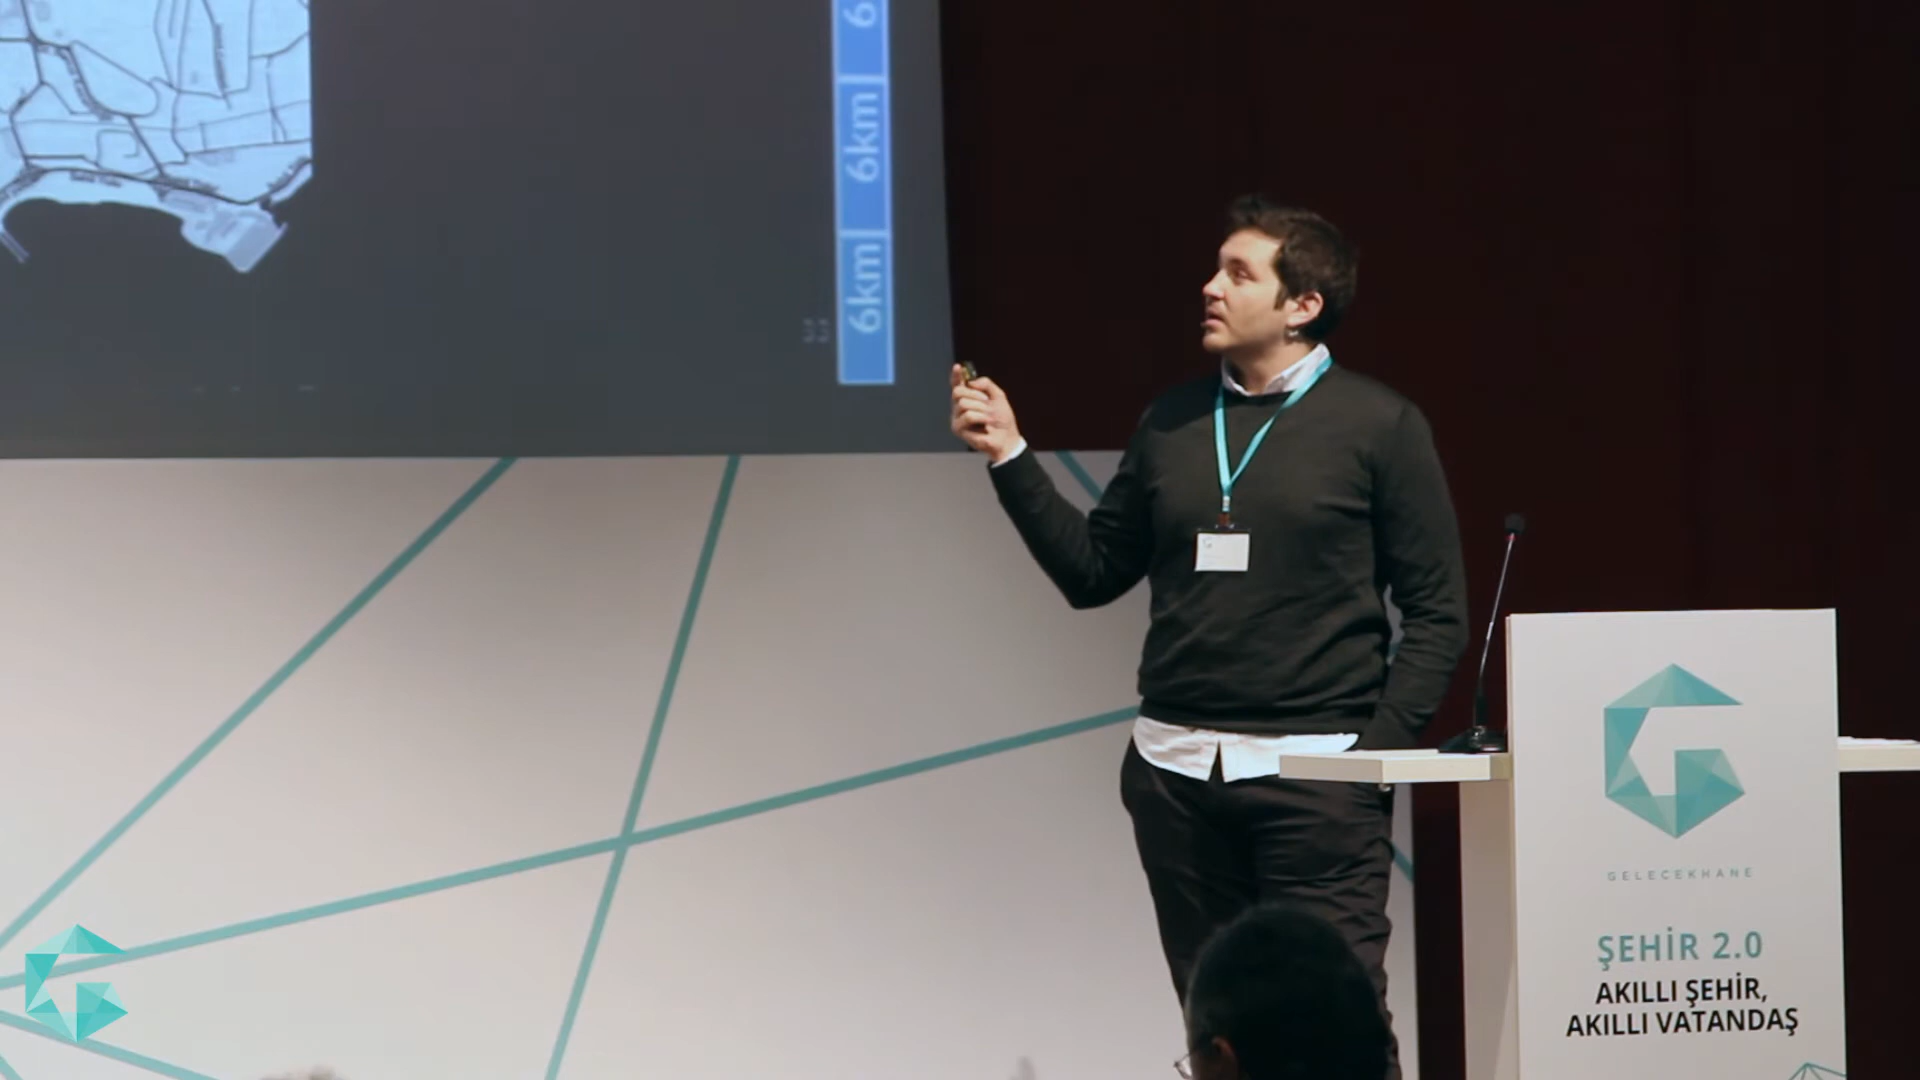 6
6km
6km
GELECEKHANE
ŞEHİR 2.0
AKILLI ŞEHİR,
AKILLI VATANDAŞ